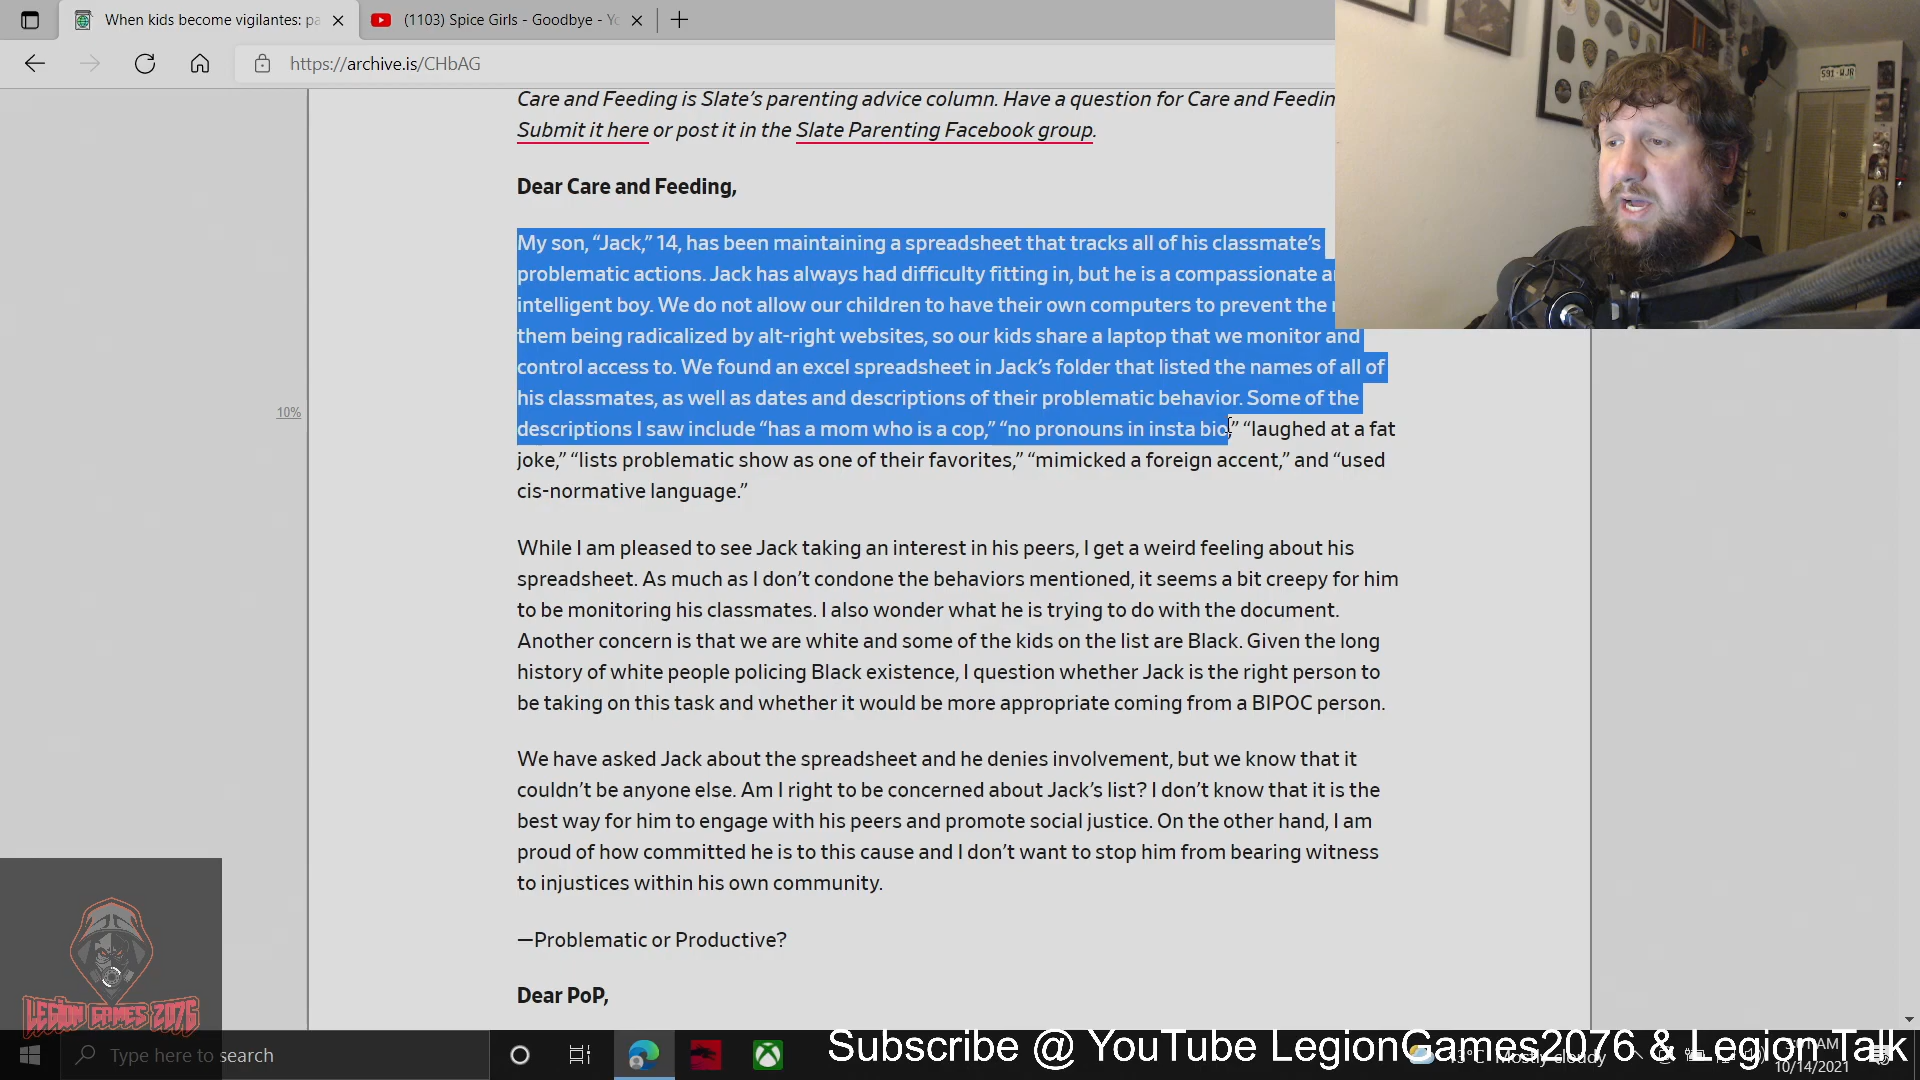 When kids become vigilantes: pa
(1103) Spice Girls - Goodbye - Yo
https://archive.is/CHbAG
591·WJR
Care and Feeding is Slate’s parenting advice column. Have a question for Care and Feedin
Submit it here or post it in the Slate Parenting Facebook group.
Dear Care and Feeding,
My son, “Jack,” 14, has been maintaining a spreadsheet that tracks all of his classmate’s
problematic actions. Jack has always had difficulty fitting in, but he is a compassionate a
intelligent boy. We do not allow our children to have their own computers to prevent the
them being radicalized by alt-right websites, so our kids share a laptop that we monitor and
control access to. We found an excel spreadsheet in Jack’s folder that listed the names of all of
10%
his classmates, as well as dates and descriptions of their problematic behavior. Some of the
descriptions I saw include “has a mom who is a cop,” “no pronouns in insta bio,” “laughed at a fat
joke,” “lists problematic show as one of their favorites,” “mimicked a foreign accent,” and “used
cis-normative language.”
While I am pleased to see Jack taking an interest in his peers, I get a weird feeling about his
spreadsheet. As much as I don’t condone the behaviors mentioned, it seems a bit creepy for him
to be monitoring his classmates. I also wonder what he is trying to do with the document.
Another concern is that we are white and some of the kids on the list are Black. Given the long
history of white people policing Black existence, I question whether Jack is the right person to
be taking on this task and whether it would be more appropriate coming from a BIPOC person.
We have asked Jack about the spreadsheet and he denies involvement, but we know that it
couldn’t be anyone else. Am I right to be concerned about Jack’s list? I don’t know that it is the
best way for him to engage with his peers and promote social justice. On the other hand, I am
proud of how committed he is to this cause and I don’t want to stop him from bearing witness
to injustices within his own community.
—Problematic or Productive?
Dear PoP,
LEGION GAMES 2076
Type here to search
Subscribe @ YouTube LegionGames2076 & Legion Talk
Mostly cloudy
10/14/2021